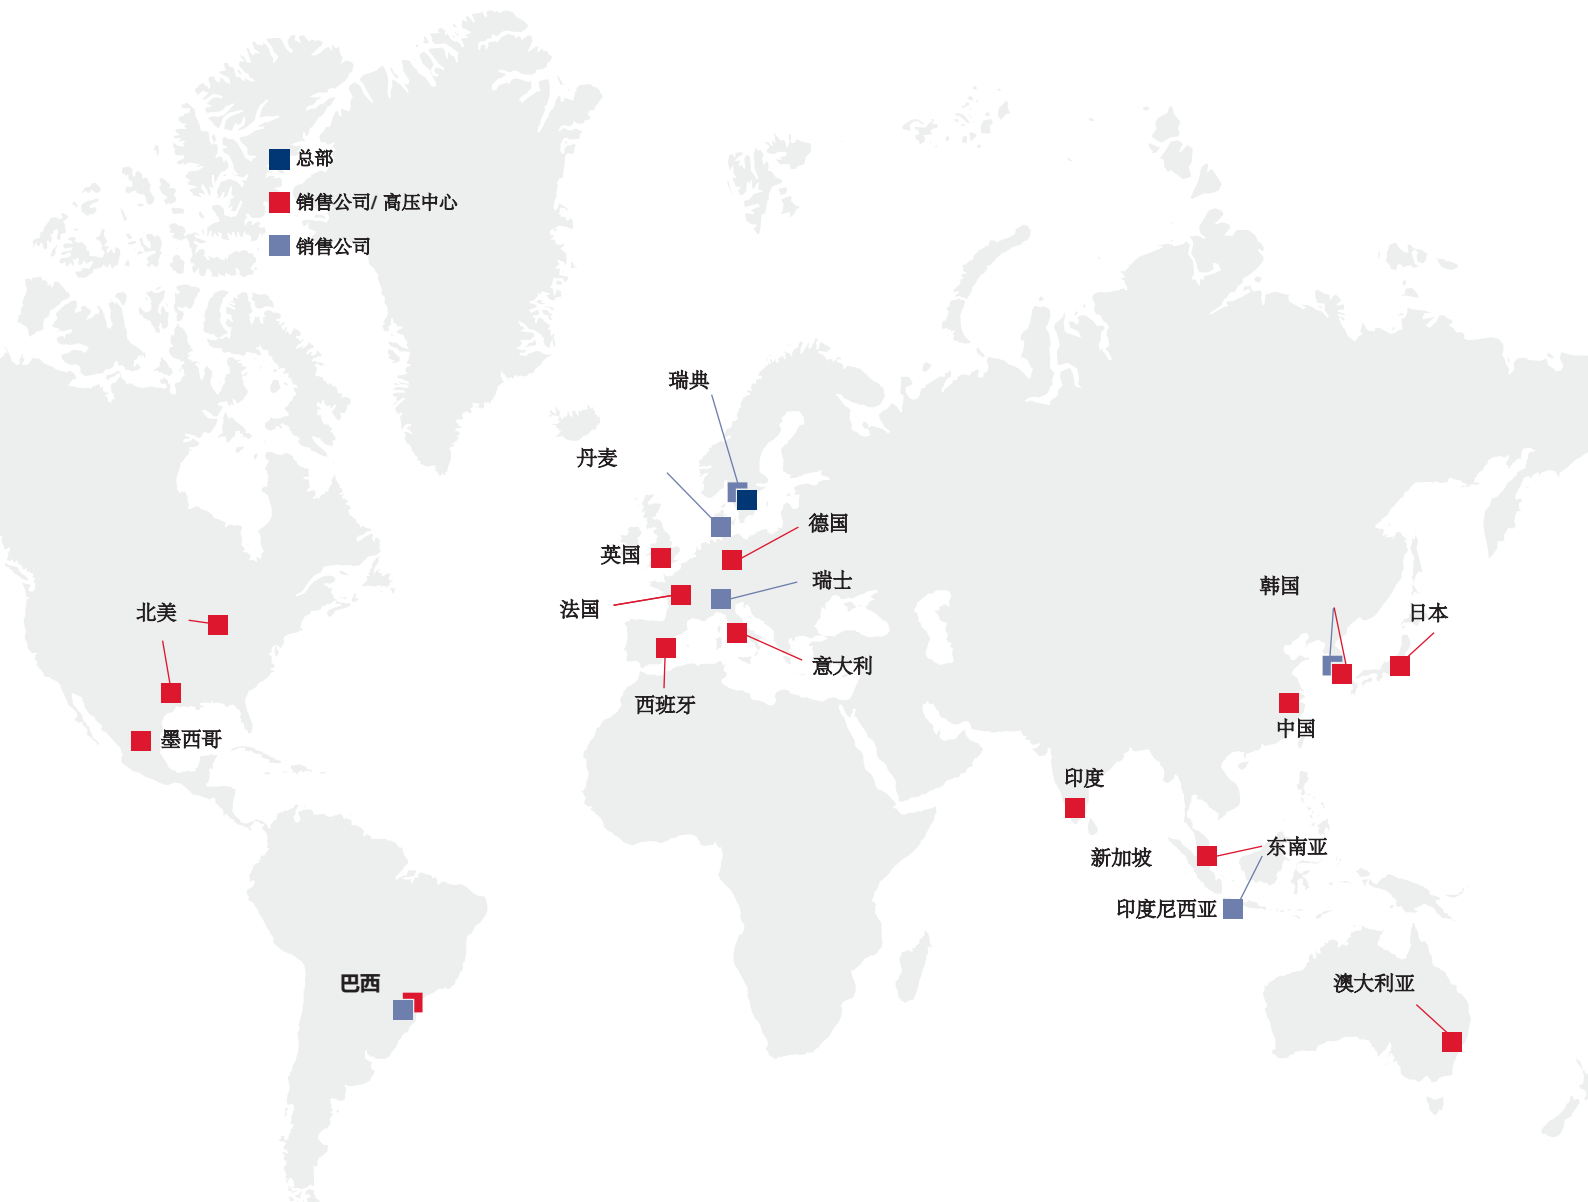 总部
销售公司/ 高压中心
销售公司
瑞典
丹麦
德国
英国
瑞士
韩国
法国
北美
日本
意大利
西班牙
中国
墨西哥
印度
东南亚
新加坡
印度尼西亚
巴西
澳大利亚